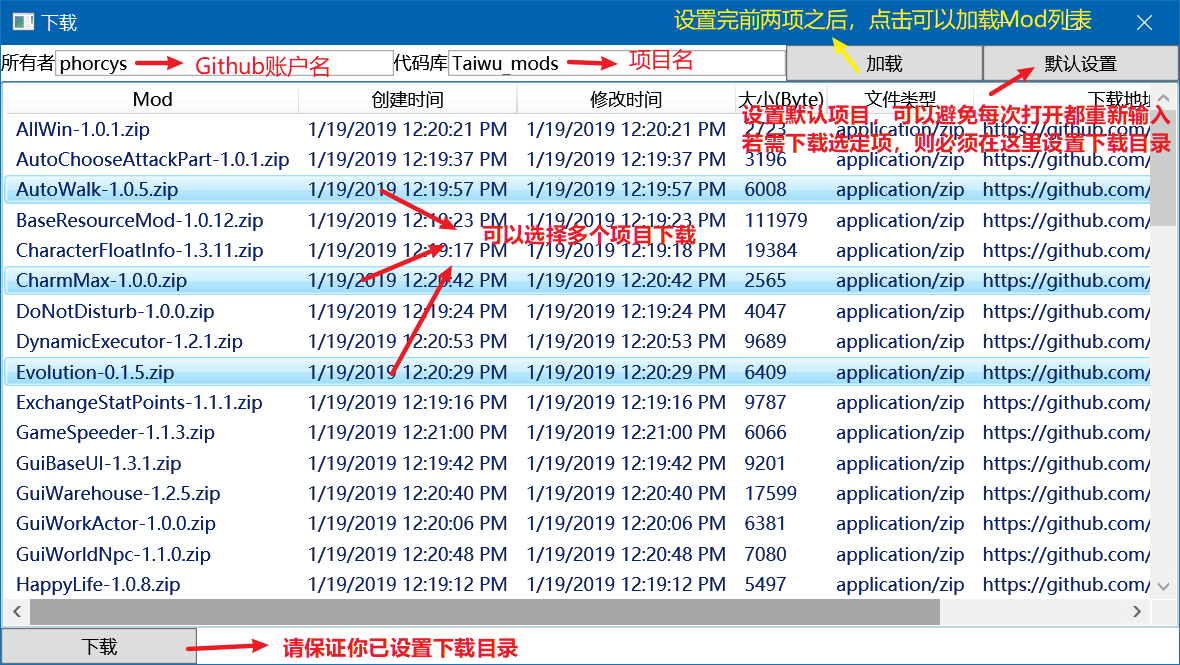 下载
设置完前两项之后，点击可以加载Mod列表
所有者 phorcys Github账户名 代码库 Taiwu_mods 项目名 加载 默认设置
Mod 创建时间 修改时间 大小(Byte) 文件类型 下载地址
设置默认项目，可以避免每次打开都重新输入
若需下载选定项，则必须在这里设置下载目录
AllWin-1.0.1.zip 1/19/2019 12:20:21 PM 1/19/2019 12:20:21 PM 2723 application/zip https://github.com/
AutoChooseAttackPart-1.0.1.zip 1/19/2019 12:19:37 PM 1/19/2019 12:19:37 PM 3196 application/zip https://github.com/
AutoWalk-1.0.5.zip 1/19/2019 12:19:57 PM 1/19/2019 12:19:57 PM 6008 application/zip https://github.com/
BaseResourceMod-1.0.12.zip 1/19/2019 12:19:23 PM 1/19/2019 12:19:23 PM 111979 application/zip https://github.com/
可以选择多个项目下载
CharacterFloatInfo-1.3.11.zip 1/19/2019 12:19:17 PM 1/19/2019 12:19:18 PM 19384 application/zip https://github.com/
CharmMax-1.0.0.zip 1/19/2019 12:20:42 PM 1/19/2019 12:20:42 PM 2565 application/zip https://github.com/
DoNotDisturb-1.0.0.zip 1/19/2019 12:19:24 PM 1/19/2019 12:19:24 PM 4047 application/zip https://github.com/
DynamicExecutor-1.2.1.zip 1/19/2019 12:20:53 PM 1/19/2019 12:20:53 PM 9689 application/zip https://github.com/
Evolution-0.1.5.zip 1/19/2019 12:20:29 PM 1/19/2019 12:20:29 PM 6409 application/zip https://github.com/
ExchangeStatPoints-1.1.1.zip 1/19/2019 12:19:16 PM 1/19/2019 12:19:16 PM 9787 application/zip https://github.com/
GameSpeeder-1.1.3.zip 1/19/2019 12:21:00 PM 1/19/2019 12:21:00 PM 6066 application/zip https://github.com/
GuiBaseUI-1.3.1.zip 1/19/2019 12:19:42 PM 1/19/2019 12:19:42 PM 9201 application/zip https://github.com/
GuiWarehouse-1.2.5.zip 1/19/2019 12:20:40 PM 1/19/2019 12:20:40 PM 17599 application/zip https://github.com/
GuiWorkActor-1.0.0.zip 1/19/2019 12:20:06 PM 1/19/2019 12:20:06 PM 6381 application/zip https://github.com/
GuiWorldNpc-1.1.0.zip 1/19/2019 12:20:48 PM 1/19/2019 12:20:48 PM 7080 application/zip https://github.com/
HappyLife-1.0.8.zip 1/19/2019 12:19:12 PM 1/19/2019 12:19:12 PM 5497 application/zip https://github.com/
下载 请保证你已设置下载目录